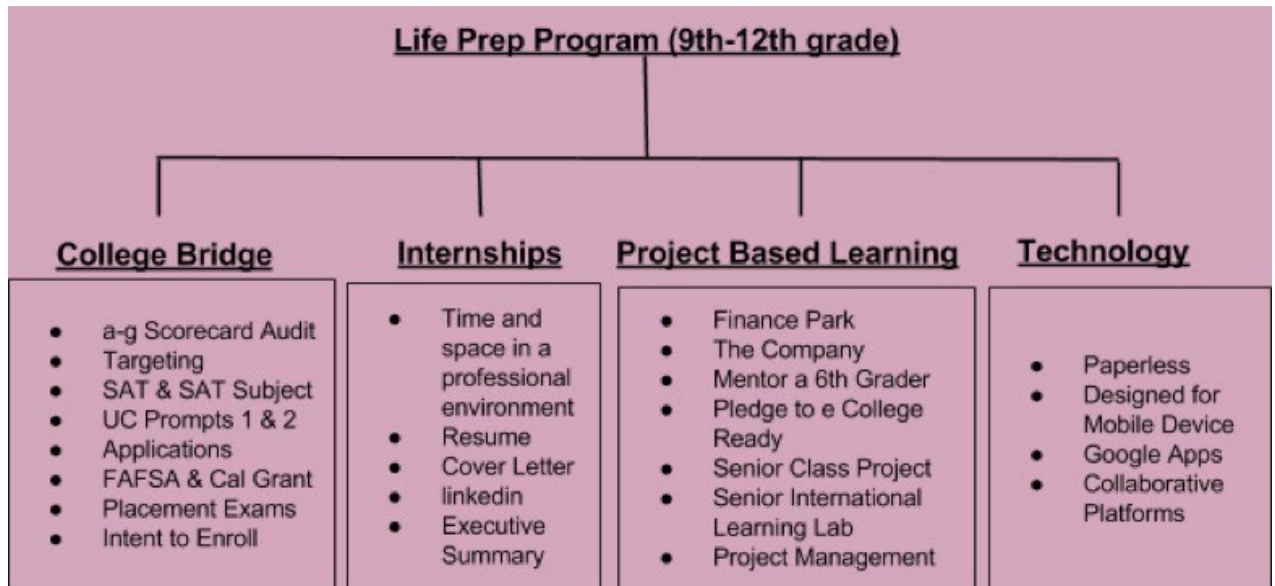 Life Prep Program (9th-12th grade)
College Bridge
● a-g Scorecard Audit
● Targeting
● SAT & SAT Subject
● UC Prompts 1 & 2
● Applications
● FAFSA & Cal Grant
● Placement Exams
● Intent to Enroll
Internships
● Time and
space in a
professional
environment
● Resume
● Cover Letter
● linkedin
● Executive
Summary
Project Based Learning
● Finance Park
● The Company
● Mentor a 6th Grader
● Pledge to e College
Ready
● Senior Class Project
● Senior International
Learning Lab
● Project Management
Technology
● Paperless
● Designed for
Mobile Device
● Google Apps
● Collaborative
Platforms